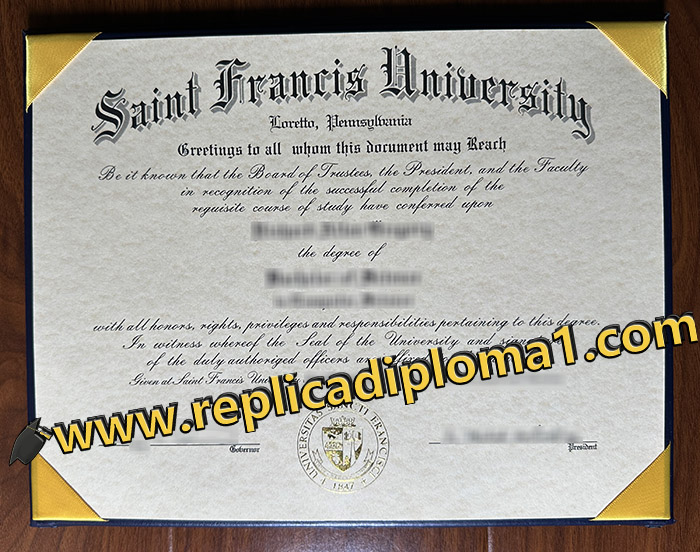 Saint Francis University
Loretto, Pennsylvania
Greetings to all whom this document may Reach
Be it known that the Board of Trustees, the President, and the Faculty
in recognition of the successful completion of the
requisite course of study have conferred upon
the degree of
with all honors, rights, privileges and responsibilities pertaining to this degree.
In witness whereof the Seal of the University and
of the duly authorized officers
Given at Saint Francis
www.replicadiploma1.com
Governor
President
UNIVERSITAS SANCTI FRANCISCI
1847